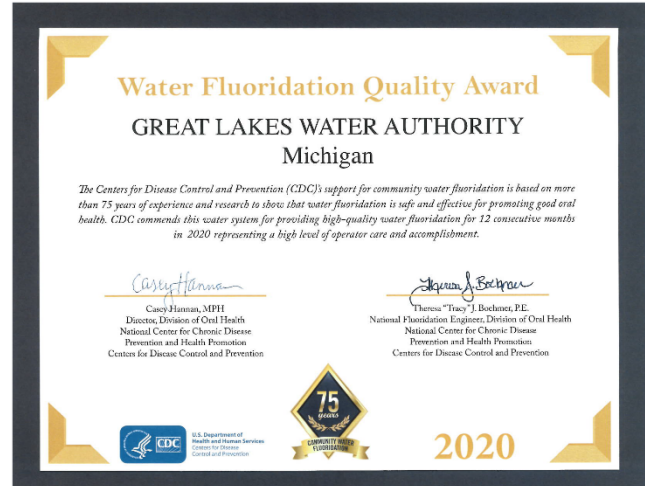 Water Fluoridation Quality Award
GREAT LAKES WATER AUTHORITY
Michigan
The Centers for Disease Control and Prevention (CDC)'s support for community water fluoridation is based on more
than 75 years of experience and research to show that water fluoridation is safe and effective for promoting good oral
health. CDC commends this water system for providing high-quality water fluoridation for 12 consecutive months
in 2020 representing a high level of operator care and accomplishment.
Casey Hannan
Casey Hannan, MPH
Director, Division of Oral Health
National Center for Chronic Disease
Prevention and Health Promotion
Centers for Disease Control and Prevention
Theresa J. Boehmer
Theresa "Tracy" J. Boehmer, P.E.
National Fluoridation Engineer, Division of Oral Health
National Center for Chronic Disease
Prevention and Health Promotion
Centers for Disease Control and Prevention
CDC
U.S. Department of
Health and Human Services
Centers for Disease
Control and Prevention
75
years
COMMUNITY WATER
FLUORIDATION
2020